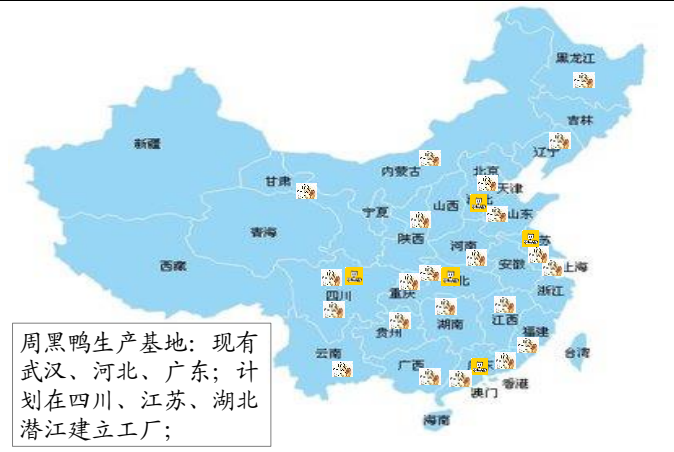 黑龙江
吉林
辽宁
新疆
内蒙古
北京
甘肃
天津
宁夏
山西
山东
青海
陕西
河南
西藏
安徽
上海
四川
重庆
浙江
贵州
湖南
江西
福建
云南
广西
台湾
香港
澳门
海南
周黑鸭生产基地：现有
武汉、河北、广东；计
划在四川、江苏、湖北
潜江建立工厂；